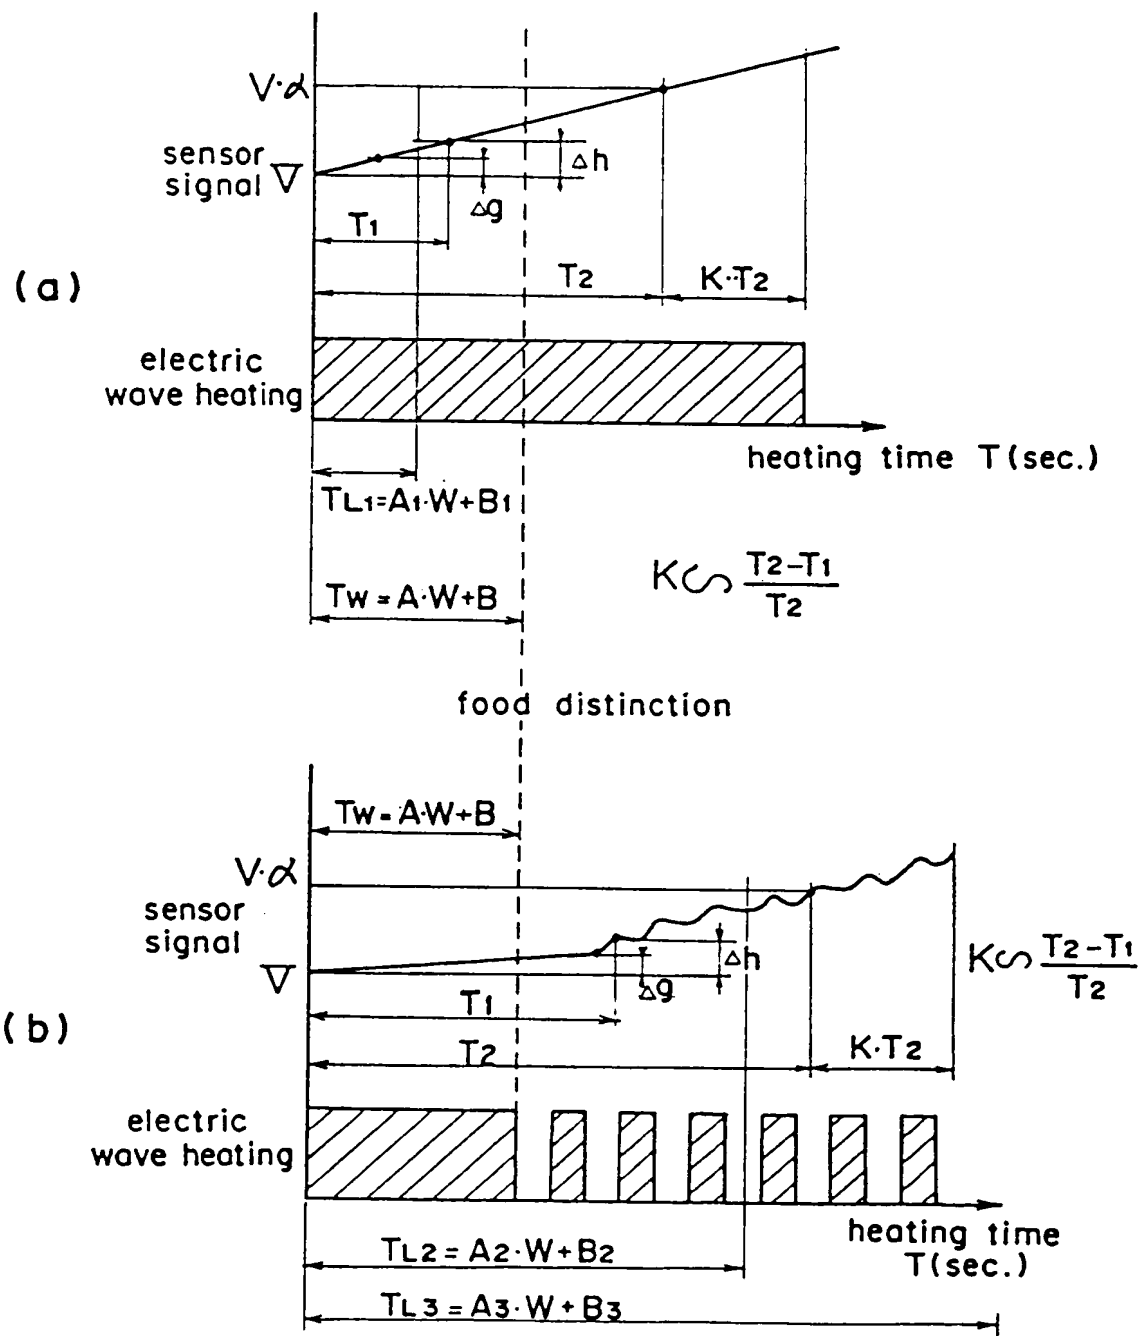 V·α
sensor
signal V
Δh
Δg
T1
T2
K·T2
(a)
electric
wave heating
heating time T(sec.)
TL1=A1·W+B1
K∽ T2-T1
T2
Tw=A·W+B
food distinction
Tw=A·W+B
V·α
sensor
signal
V
Δh
Δg
K∽ T2-T1
T2
T1
(b)
T2
K·T2
electric
wave heating
heating time
T(sec.)
TL2=A2·W+B2
TL3=A3·W+B3